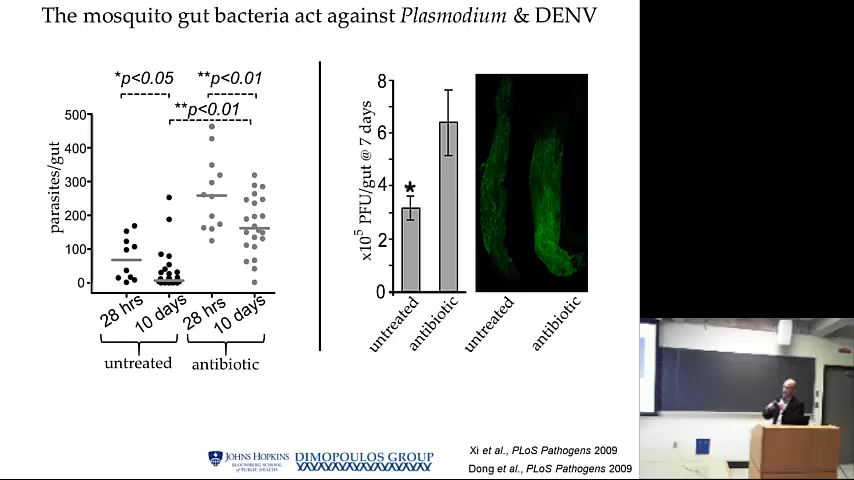 The mosquito gut bacteria act against Plasmodium & DENV
*p<0.05
**p<0.01
**p<0.01
parasites/gut
500
400
300
200
100
0
28 hrs
10 days
28 hrs
10 days
untreated
antibiotic
x10⁵ PFU/gut @ 7 days
8
6
4
2
0
*
untreated
antibiotic
untreated
antibiotic
JOHNS HOPKINS
BLOOMBERG SCHOOL
of PUBLIC HEALTH
DIMOPOULOS GROUP
Xi et al., PLoS Pathogens 2009
Dong et al., PLoS Pathogens 2009